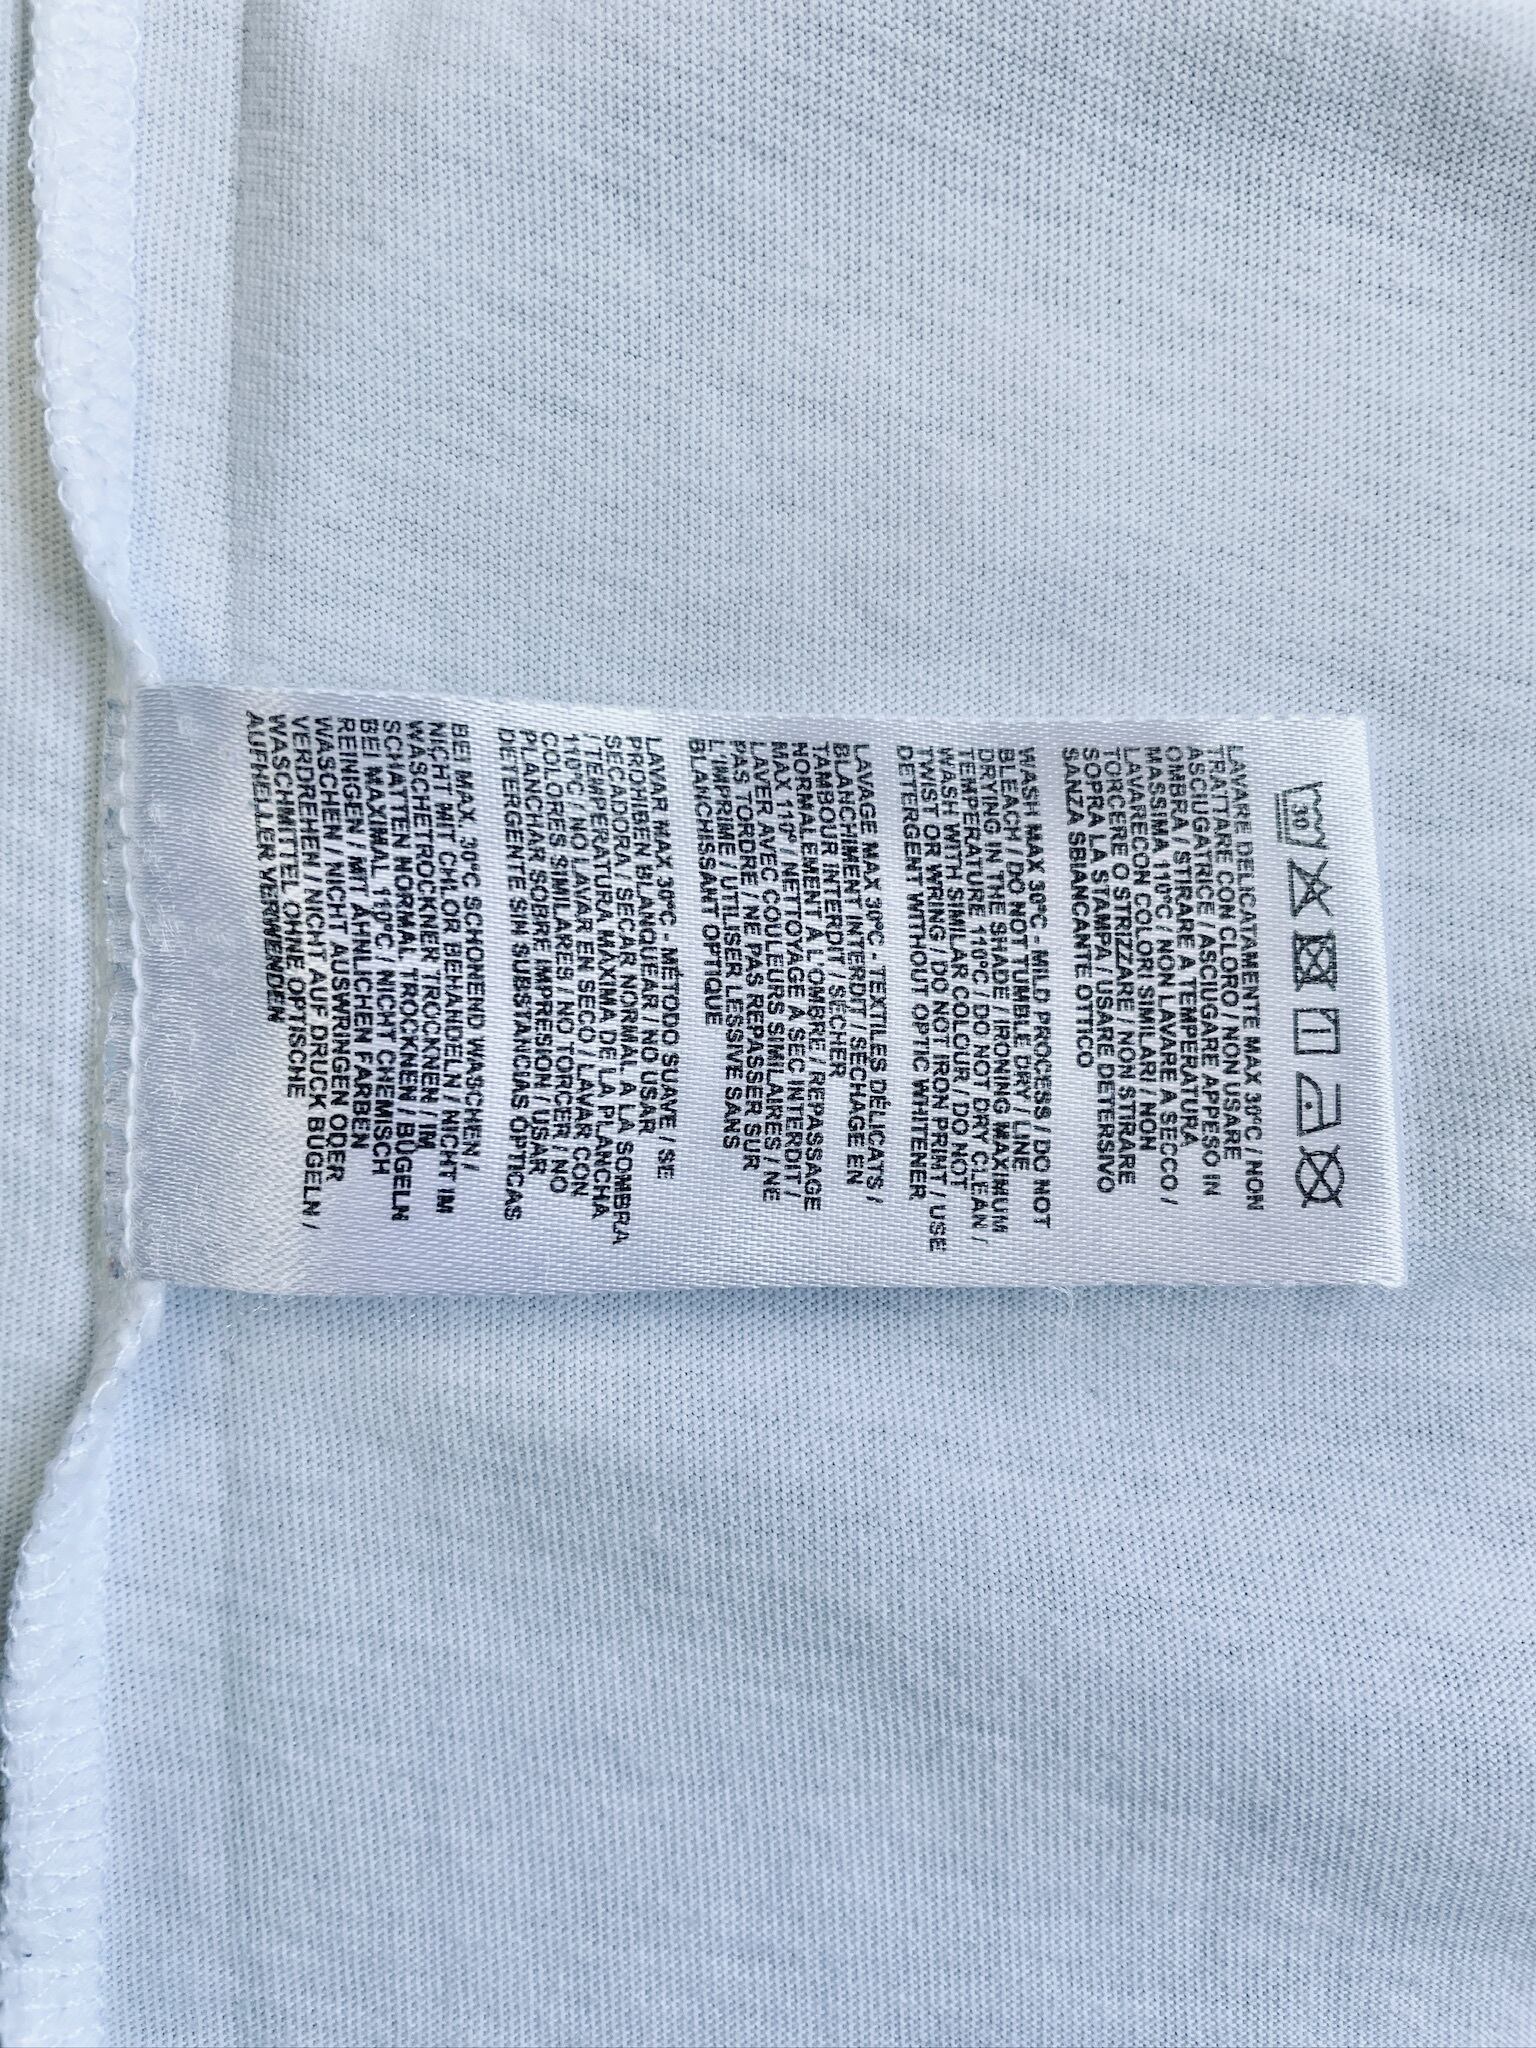 30
LAVARE DELICATAMENTE MAX 30°C / NON
TRATTARE CON CLORO / NON USARE
ASCIUGATRICE / ASCIUGARE APPESO IN
OMBRA / STIRARE A TEMPERATURA
MASSIMA 110°C / NON LAVARE A SECCO /
LAVARECON COLORI SIMILARI / NON
TORCERE O STRIZZARE / NON STIRARE
SOPRA LA STAMPA / USARE DETERSIVO
SANZA SBIANCANTE OTTICO
WASH MAX 30°C - MILD PROCESS / DO NOT
BLEACH / DO NOT TUMBLE DRY / LINE
DRYING IN THE SHADE / IRONING MAXIMUM
TEMPERATURE 110°C / DO NOT DRY CLEAN /
WASH WITH SIMILAR COLOUR / DO NOT
TWIST OR WRING / DO NOT IRON PRINT / USE
DETERGENT WITHOUT OPTIC WHITENER
LAVAGE MAX 30°C - TEXTILES DÉLICATS /
BLANCHIMENT INTERDIT / SÉCHAGE EN
TAMBOUR INTERDIT / SÉCHER
NORMALEMENT À L'OMBRE / REPASSAGE
MAX 110° / NETTOYAGE À SEC INTERDIT /
LAVER AVEC COULEURS SIMILAIRES / NE
PAS TORDRE / NE PAS REPASSER SUR
L'IMPRIME / UTILISER LESSIVE SANS
BLANCHISSANT OPTIQUE
LAVAR MAX 30°C - MÉTODO SUAVE / SE
PROHIBEN BLANQUEAR / NO USAR
SECADORA / SECAR NORMAL A LA SOMBRA
/ TEMPERATURA MÁXIMA DE LA PLANCHA
110°C / NO LAVAR EN SECO / LAVAR CON
COLORES SIMILARES / NO TORCER / NO
PLANCHAR SOBRE IMPRESION / USAR
DETERGENTE SIN SUBSTANCIAS ÓPTICAS
BEI MAX. 30°C SCHONEND WASCHEN /
NICHT MIT CHLOR BEHANDELN / NICHT IM
WASCHETROCKNER TROCKNEN / IM
SCHATTEN NORMAL TROCKNEN / BÜGELN
BEI MAXIMAL 110°C / NICHT CHEMISCH
REINIGEN / MIT ÄHNLICHEN FARBEN
WASCHEN / NICHT AUSWRINGEN ODER
VERDREHEN / NICHT AUF DRUCK BÜGELN /
WASCHMITTEL OHNE OPTISCHE
AUFHELLER VERWENDEN